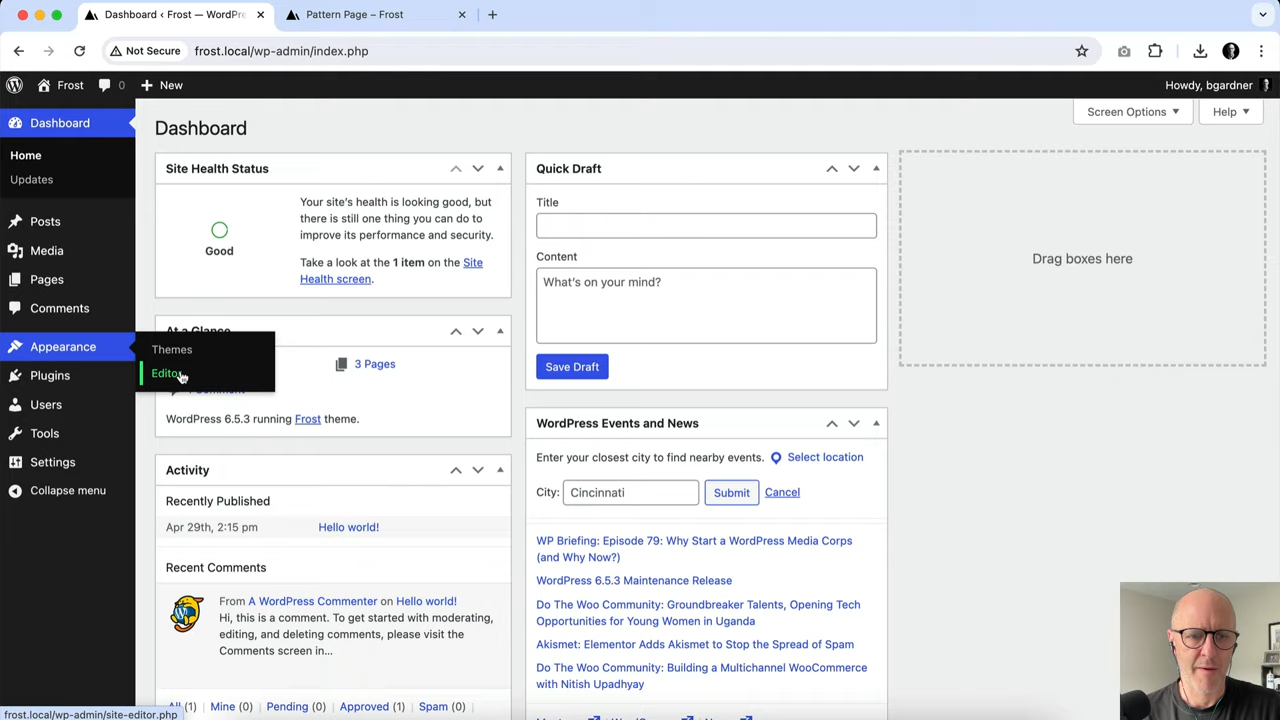 Dashboard ‹ Frost — WordPre
Pattern Page – Frost
Not Secure
frost.local/wp-admin/index.php
Frost
0
New
Howdy, bgardner
Dashboard
Home
Updates
Posts
Media
Pages
Comments
Appearance
Themes
Editor
Plugins
Users
Tools
Settings
Collapse menu
Dashboard
Screen Options
Help
Site Health Status
Good
Your site's health is looking good, but
there is still one thing you can do to
improve its performance and security.
Take a look at the 1 item on the Site
Health screen.
At a Glance
3 Pages
WordPress 6.5.3 running Frost theme.
Activity
Recently Published
Apr 29th, 2:15 pm
Hello world!
Recent Comments
From A WordPress Commenter on Hello world!
Hi, this is a comment. To get started with moderating,
editing, and deleting comments, please visit the
Comments screen in...
All (1)
Mine (0)
Pending (0)
Approved (1)
Spam (0)
Quick Draft
Title
Content
What's on your mind?
Save Draft
WordPress Events and News
Enter your closest city to find nearby events.
Select location
City:
Cincinnati
Submit
Cancel
WP Briefing: Episode 79: Why Start a WordPress Media Corps
(and Why Now?)
WordPress 6.5.3 Maintenance Release
Do The Woo Community: Groundbreaker Talents, Opening Tech
Opportunities for Young Women in Uganda
Akismet: Elementor Adds Akismet to Stop the Spread of Spam
Do The Woo Community: Building a Multichannel WooCommerce
with Nitish Upadhyay
Drag boxes here
frost.local/wp-admin/site-editor.php